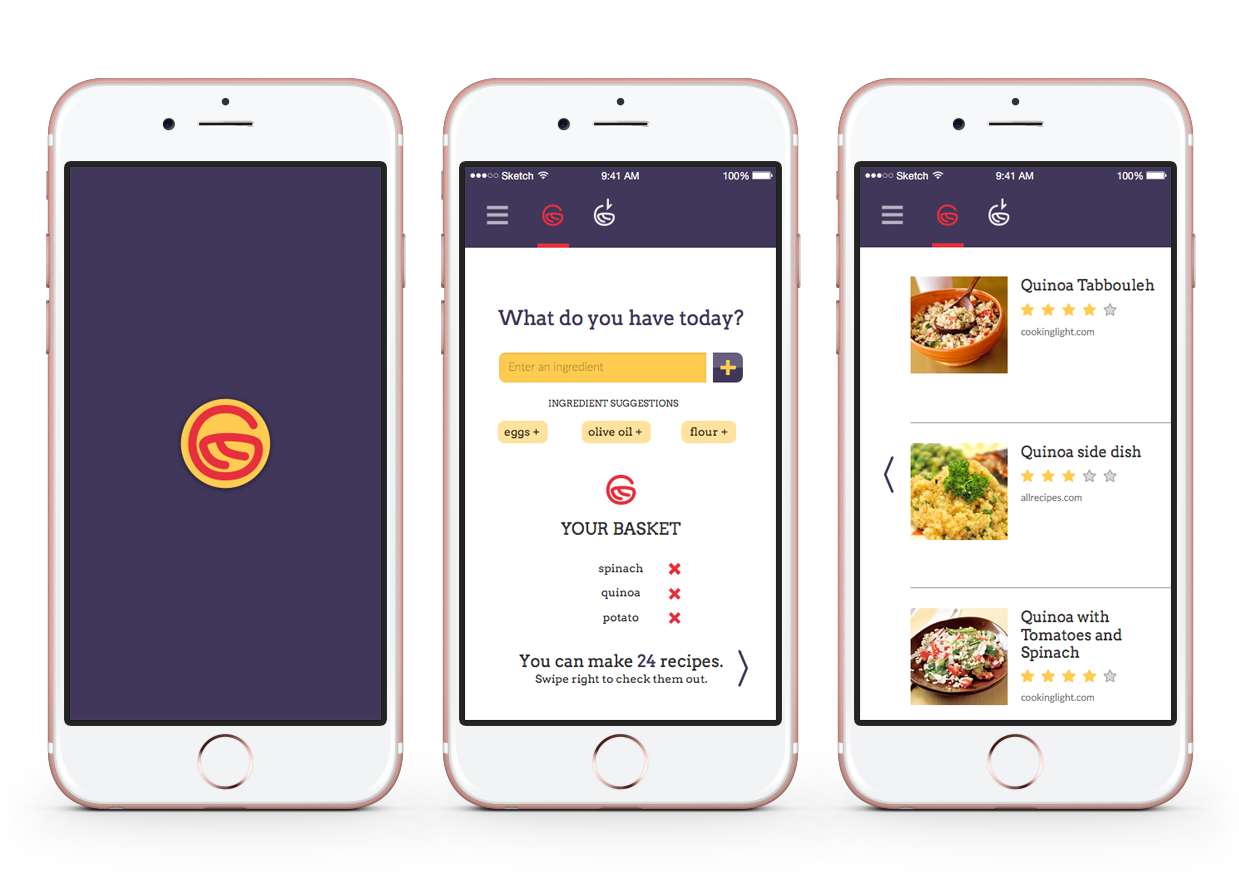 ●●●○○ Sketch 9:41 AM 100%
What do you have today?
Enter an ingredient +
INGREDIENT SUGGESTIONS
eggs + olive oil + flour +
YOUR BASKET
spinach
quinoa
potato
You can make 24 recipes.
Swipe right to check them out.
●●●○○ Sketch 9:41 AM 100%
Quinoa Tabbouleh
cookinglight.com
Quinoa side dish
allrecipes.com
Quinoa with
Tomatoes and
Spinach
cookinglight.com